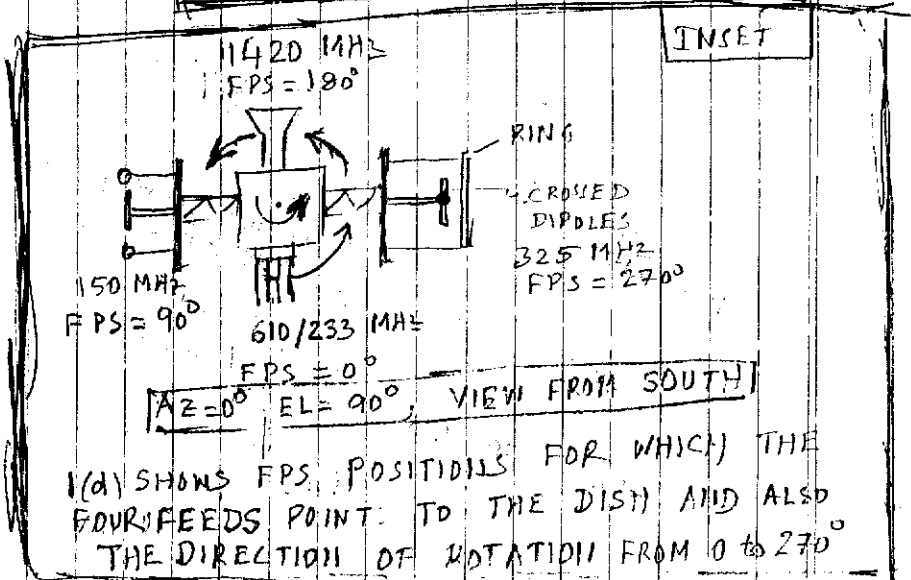 INSET
1420 MHz
FPS = 180°
RING
CROSSED
DIPOLES
325 MHz
FPS = 270°
150 MHz
FPS = 90°
610/233 MHz
FPS = 0°
AZ=0° EL= 90°, VIEW FROM SOUTH
1(d) SHOWS FPS POSITIONS FOR WHICH THE
FOUR FEEDS POINT TO THE DISH AND ALSO
THE DIRECTION OF ROTATION FROM 0 to 270°